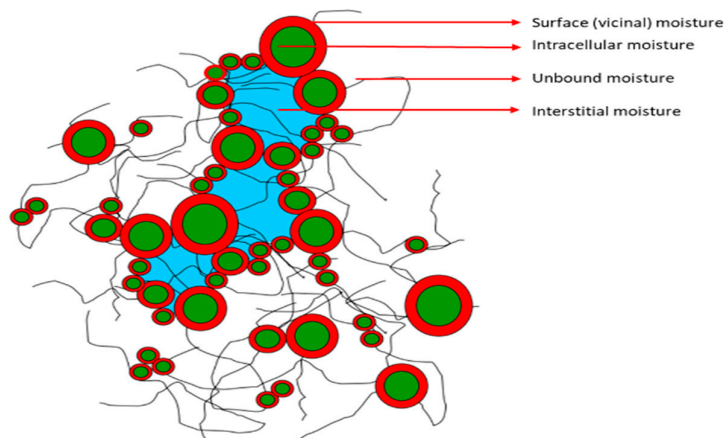 Surface (vicinal) moisture
Intracellular moisture
Unbound moisture
Interstitial moisture